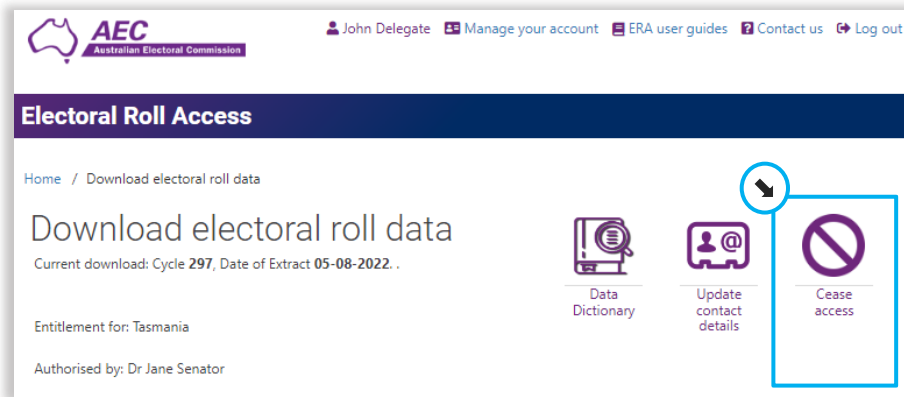 AEC
Australian Electoral Commission
John Delegate Manage your account ERA user guides Contact us Log out
Electoral Roll Access
Home / Download electoral roll data
Download electoral roll data
Current download: Cycle 297, Date of Extract 05-08-2022. .
Entitlement for: Tasmania
Authorised by: Dr Jane Senator
Data
Dictionary
Update
contact
details
Cease
access